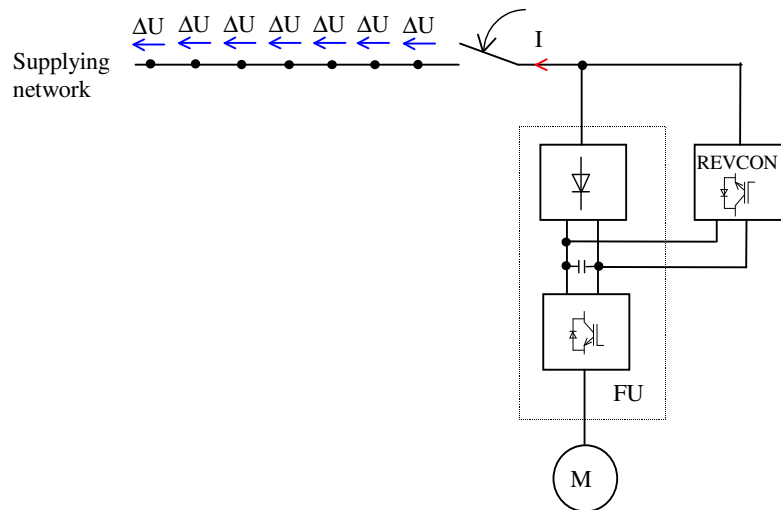 ΔU ΔU ΔU ΔU ΔU ΔU ΔU
I
Supplying
network
REVCON
FU
M